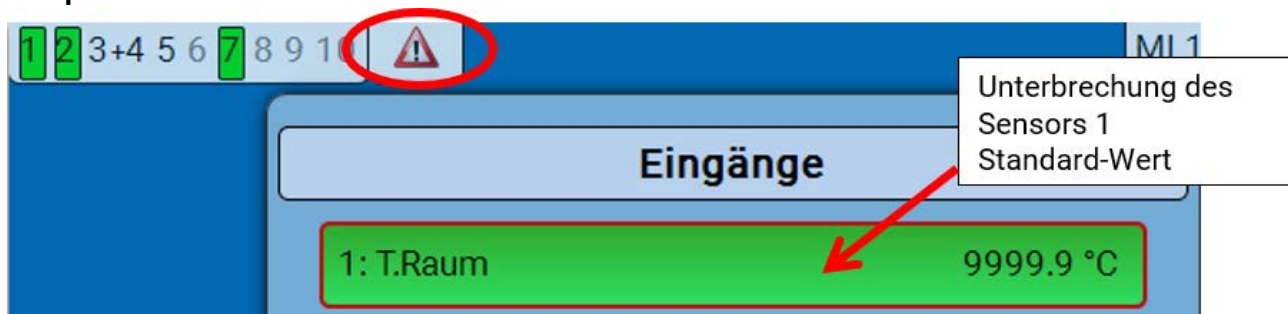 1 2 3+4 5 6 7 8 9 10
Unterbrechung des
Sensors 1
Standard-Wert
Eingänge
1: T.Raum 9999.9 °C